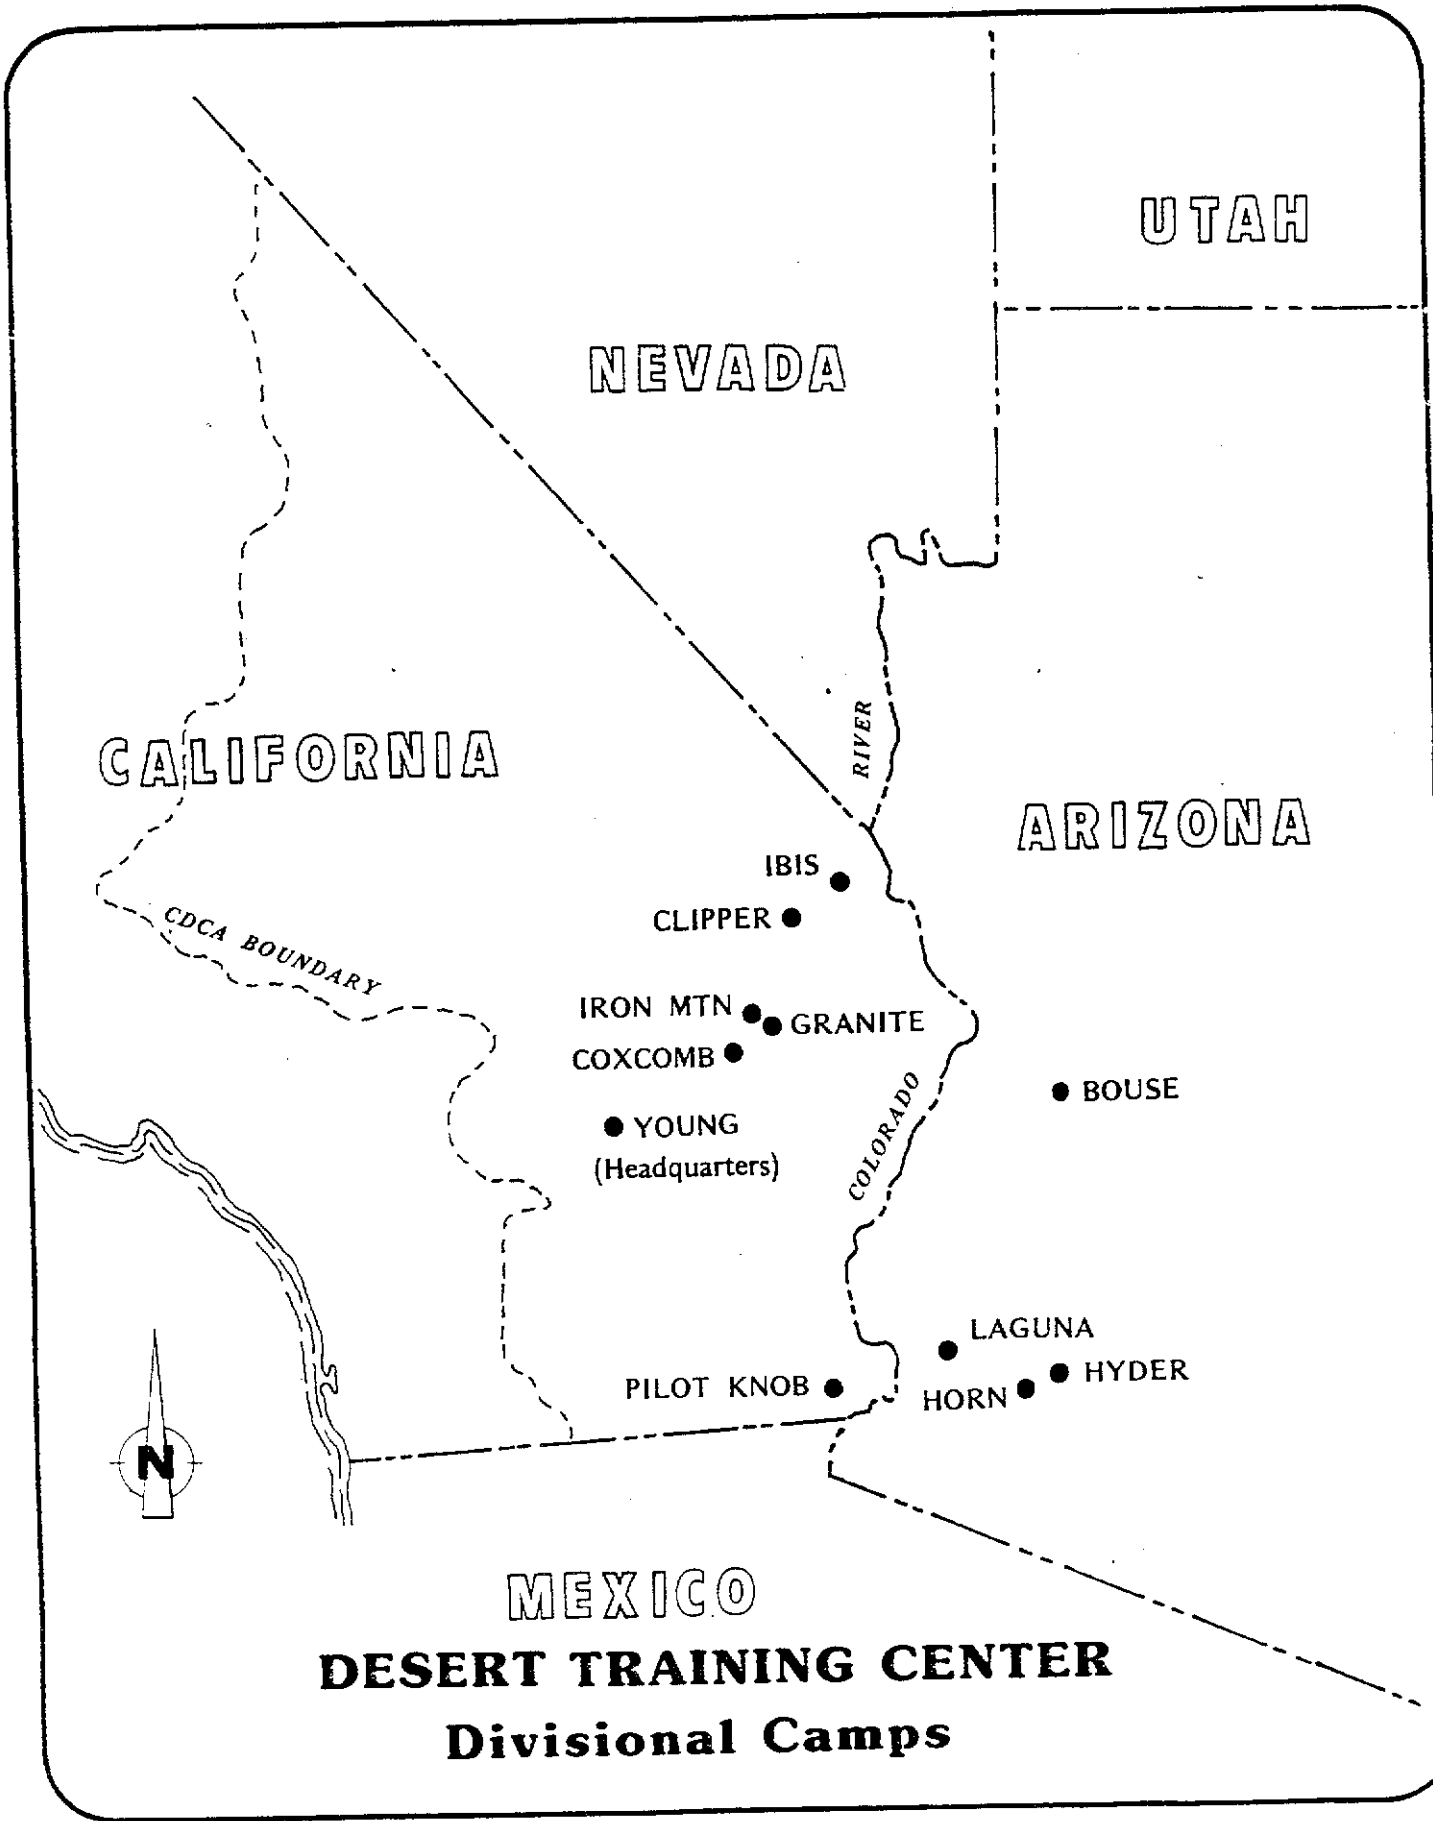 UTAH
NEVADA
RIVER
CALIFORNIA
ARIZONA
IBIS
CLIPPER
CDCA BOUNDARY
IRON MTN
GRANITE
COXCOMB
COLORADO
BOUSE
YOUNG
(Headquarters)
LAGUNA
HYDER
PILOT KNOB
HORN
N
MEXICO
DESERT TRAINING CENTER
Divisional Camps